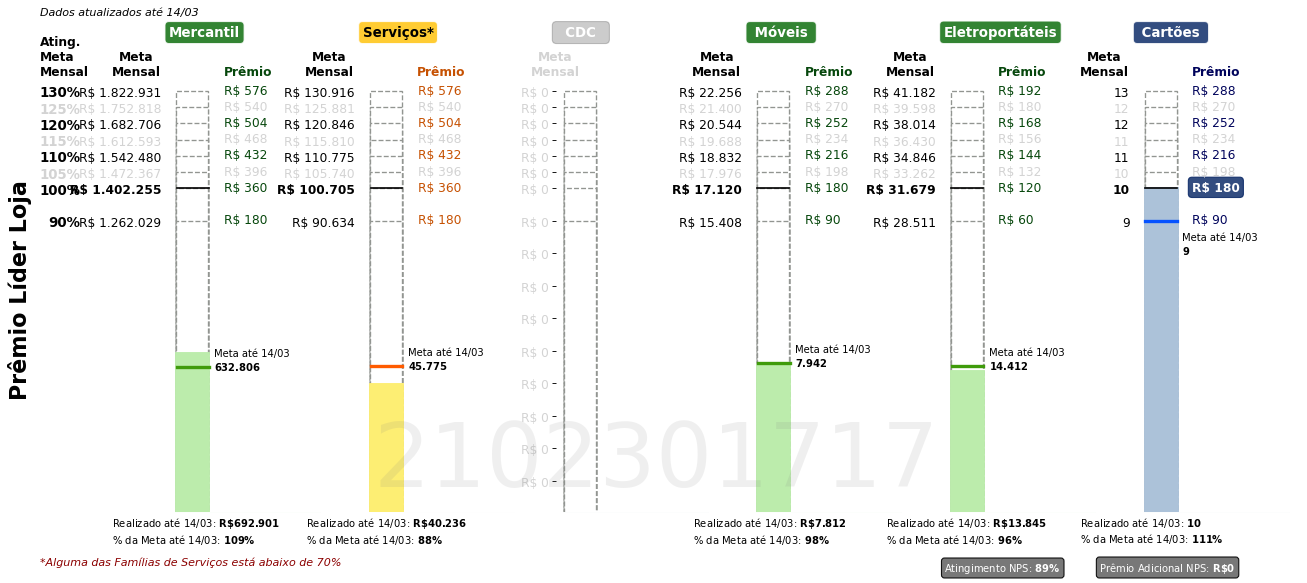 Dados atualizados até 14/03
Mercantil Serviços* CDC Móveis Eletroportáteis Cartões
Ating.
Meta Meta Meta Meta Meta Meta Meta
Mensal Mensal Prêmio Mensal Prêmio Mensal Mensal Prêmio Mensal Prêmio Mensal Prêmio
130% R$ 1.822.931 R$ 576 R$ 130.916 R$ 576 R$ 0 R$ 22.256 R$ 288 R$ 41.182 R$ 192 13 R$ 288
125% R$ 1.752.818 R$ 540 R$ 125.881 R$ 540 R$ 0 R$ 21.400 R$ 270 R$ 39.598 R$ 180 12 R$ 270
120% R$ 1.682.706 R$ 504 R$ 120.846 R$ 504 R$ 0 R$ 20.544 R$ 252 R$ 38.014 R$ 168 12 R$ 252
115% R$ 1.612.593 R$ 468 R$ 115.810 R$ 468 R$ 0 R$ 19.688 R$ 234 R$ 36.430 R$ 156 11 R$ 234
110% R$ 1.542.480 R$ 432 R$ 110.775 R$ 432 R$ 0 R$ 18.832 R$ 216 R$ 34.846 R$ 144 11 R$ 216
105% R$ 1.472.367 R$ 396 R$ 105.740 R$ 396 R$ 0 R$ 17.976 R$ 198 R$ 33.262 R$ 132 10 R$ 198
100% R$ 1.402.255 R$ 360 R$ 100.705 R$ 360 R$ 0 R$ 17.120 R$ 180 R$ 31.679 R$ 120 10 R$ 180
90% R$ 1.262.029 R$ 180 R$ 90.634 R$ 180 R$ 0 R$ 15.408 R$ 90 R$ 28.511 R$ 60 9 R$ 90
Meta até 14/03
9
R$ 0
R$ 0
R$ 0
R$ 0
Meta até 14/03 Meta até 14/03 Meta até 14/03 Meta até 14/03
632.806 45.775 7.942 14.412
R$ 0
R$ 0
R$ 0
R$ 0
Prêmio Líder Loja
2102301717
Realizado até 14/03: R$692.901 Realizado até 14/03: R$40.236 Realizado até 14/03: R$7.812 Realizado até 14/03: R$13.845 Realizado até 14/03: 10
% da Meta até 14/03: 109% % da Meta até 14/03: 88% % da Meta até 14/03: 98% % da Meta até 14/03: 96% % da Meta até 14/03: 111%
*Alguma das Famílias de Serviços está abaixo de 70%
Atingimento NPS: 89% Prêmio Adicional NPS: R$0